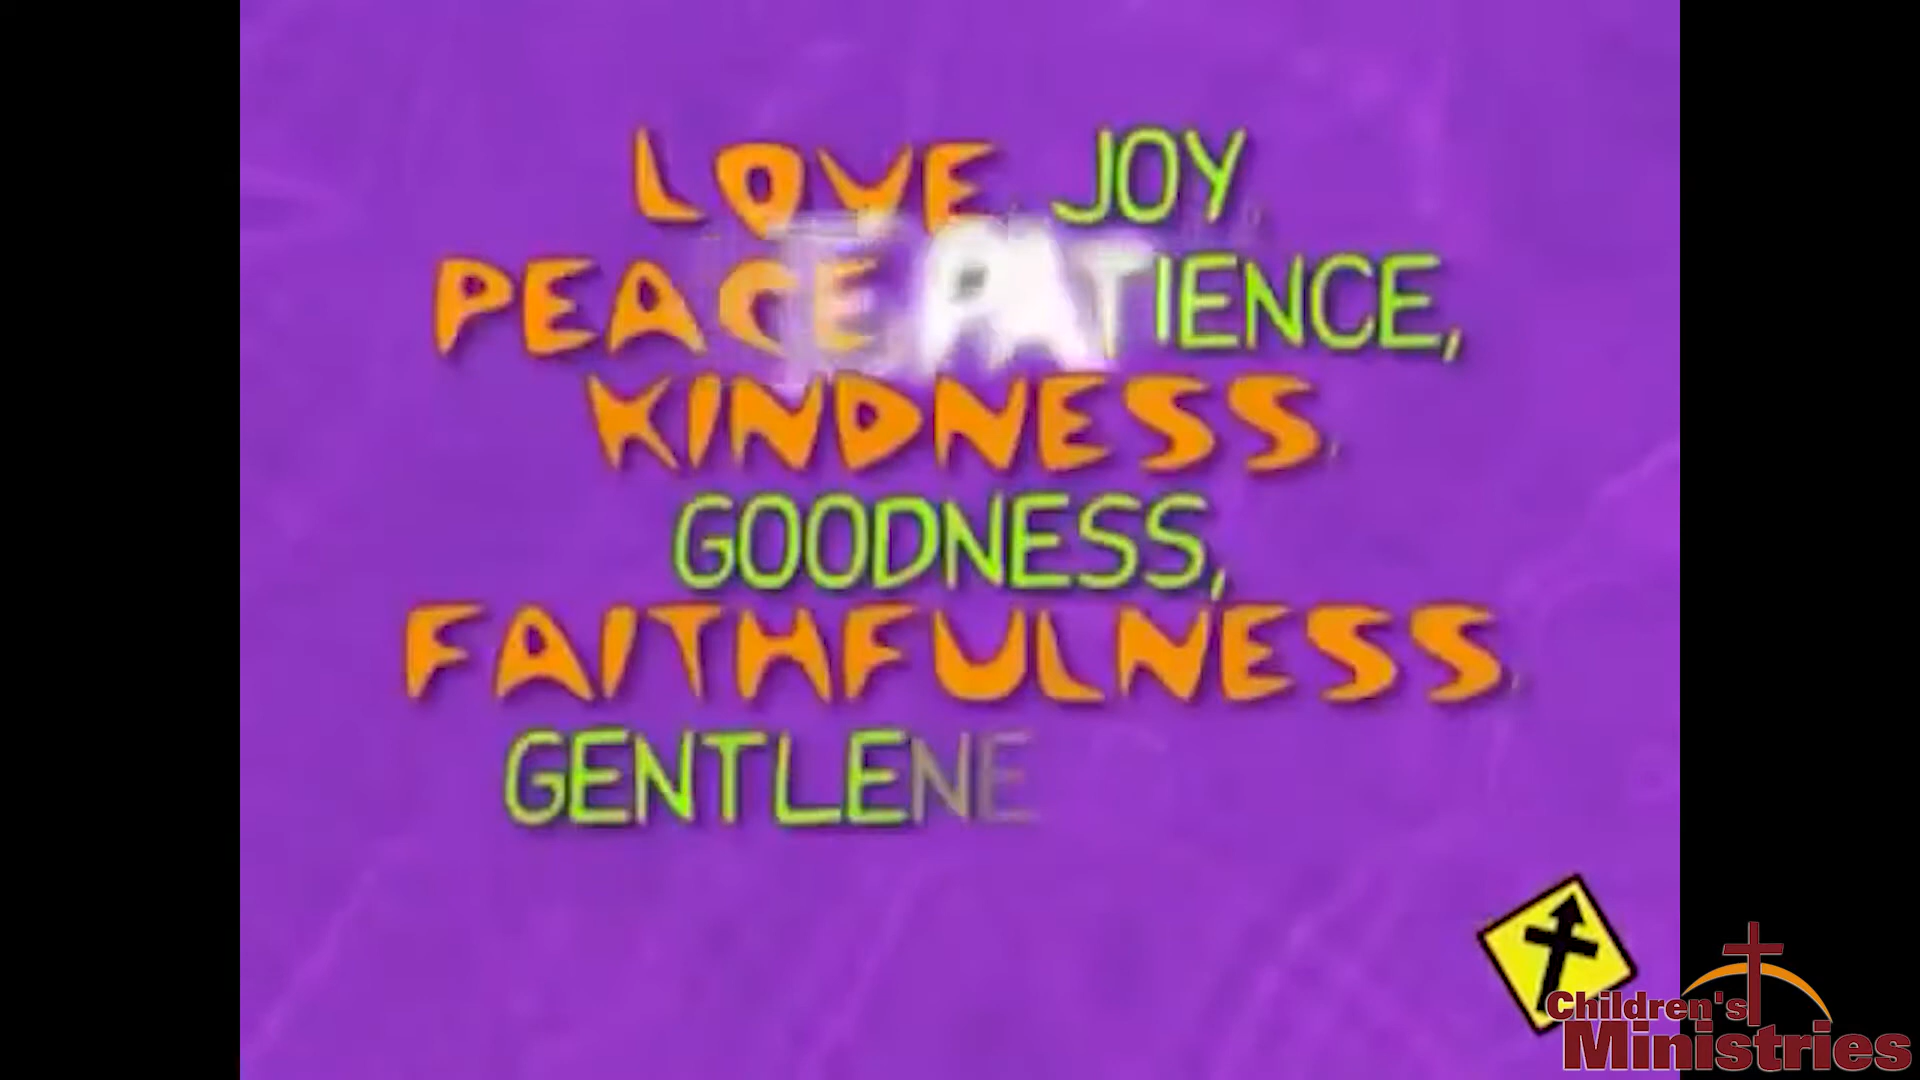 LOVE, JOY,
PEACE, PATIENCE,
KINDNESS,
GOODNESS,
FAITHFULNESS,
GENTLENE
Children's
Ministries